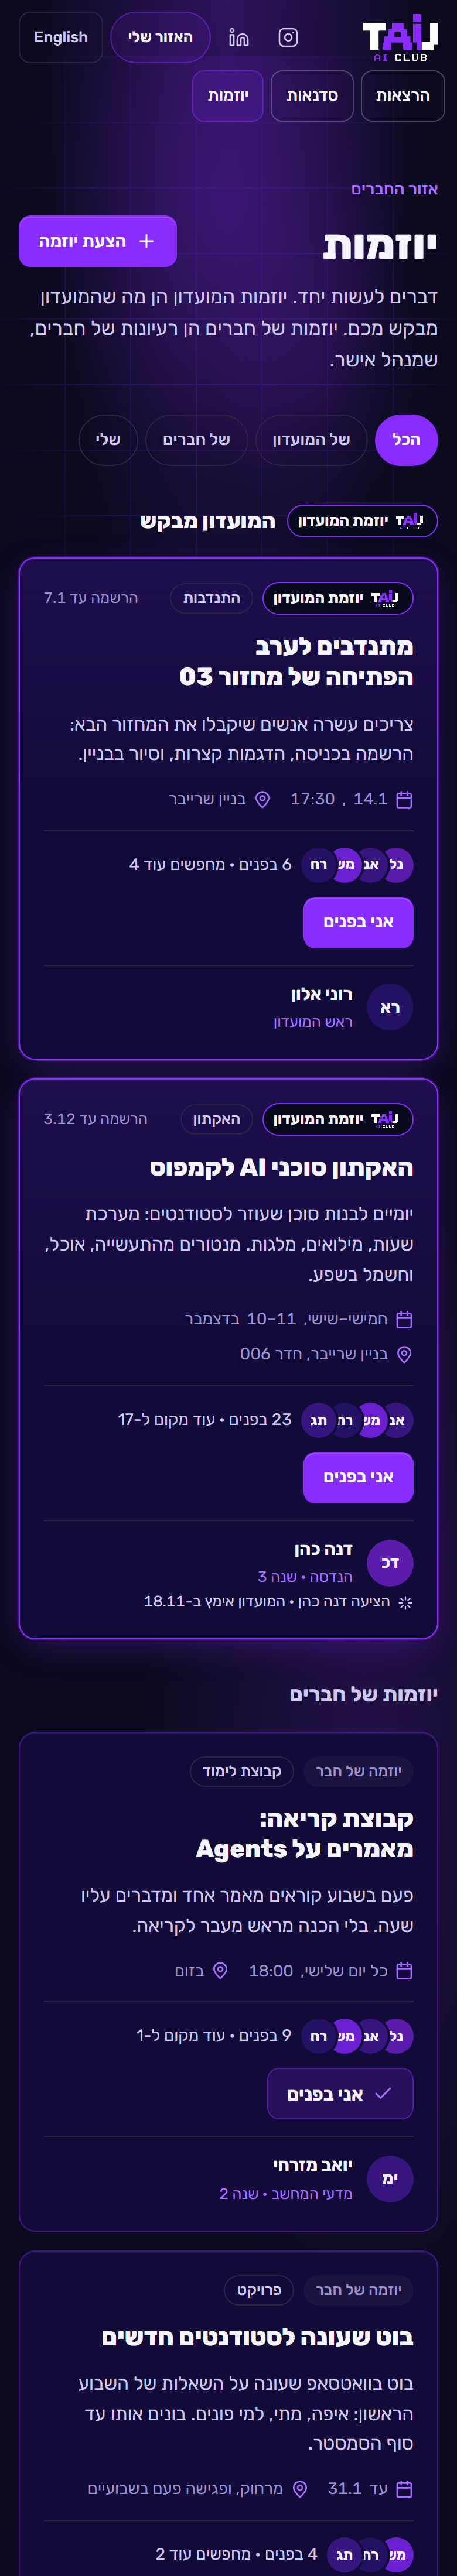 TAU
AI CLUB
האזור שלי
English
הרצאות
סדנאות
יוזמות
אזור החברים
יוזמות
הצעת יוזמה
דברים לעשות יחד. יוזמות המועדון הן מה שהמועדון
מבקש מכם. יוזמות של חברים הן רעיונות של חברים,
שמנהל אישר.
הכל
של המועדון
של חברים
שלי
TAU יוזמת המועדון
המועדון מבקש
TAU יוזמת המועדון
התנדבות
הרשמה עד 7.1
מתנדבים לערב
הפתיחה של מחזור 03
צריכים עשרה אנשים שיקבלו את המחזור הבא:
הרשמה בכניסה, הדגמות קצרות, וסיור בבניין.
14.1 , 17:30
בניין שרייבר
נל
אב
מש
רח
6 בפנים • מחפשים עוד 4
אני בפנים
רא
רוני אלון
ראש המועדון
TAU יוזמת המועדון
האקתון
הרשמה עד 3.12
האקתון סוכני AI לקמפוס
יומיים לבנות סוכן שעוזר לסטודנטים: מערכת
שעות, מילואים, מלגות. מנטורים מהתעשייה, אוכל,
וחשמל בשפע.
חמישי–שישי, 10–11 בדצמבר
בניין שרייבר, חדר 006
אב
מש
רח
תג
23 בפנים • עוד מקום ל-17
אני בפנים
דכ
דנה כהן
הנדסה • שנה 3
הציעה דנה כהן • המועדון אימץ ב-18.11
יוזמות של חברים
יוזמה של חבר
קבוצת לימוד
קבוצת קריאה:
מאמרים על Agents
פעם בשבוע קוראים מאמר אחד ומדברים עליו
שעה. בלי הכנה מראש מעבר לקריאה.
כל יום שלישי, 18:00
בזום
נל
אב
מש
רח
9 בפנים • עוד מקום ל-1
אני בפנים
ימ
יואב מזרחי
מדעי המחשב • שנה 2
יוזמה של חבר
פרויקט
בוט שעונה לסטודנטים חדשים
בוט בוואטסאפ שעונה על השאלות של השבוע
הראשון: איפה, מתי, למי פונים. בונים אותו עד
סוף הסמסטר.
עד 31.1
מרחוק, ופגישה פעם בשבועיים
מש
רח
תג
4 בפנים • מחפשים עוד 2